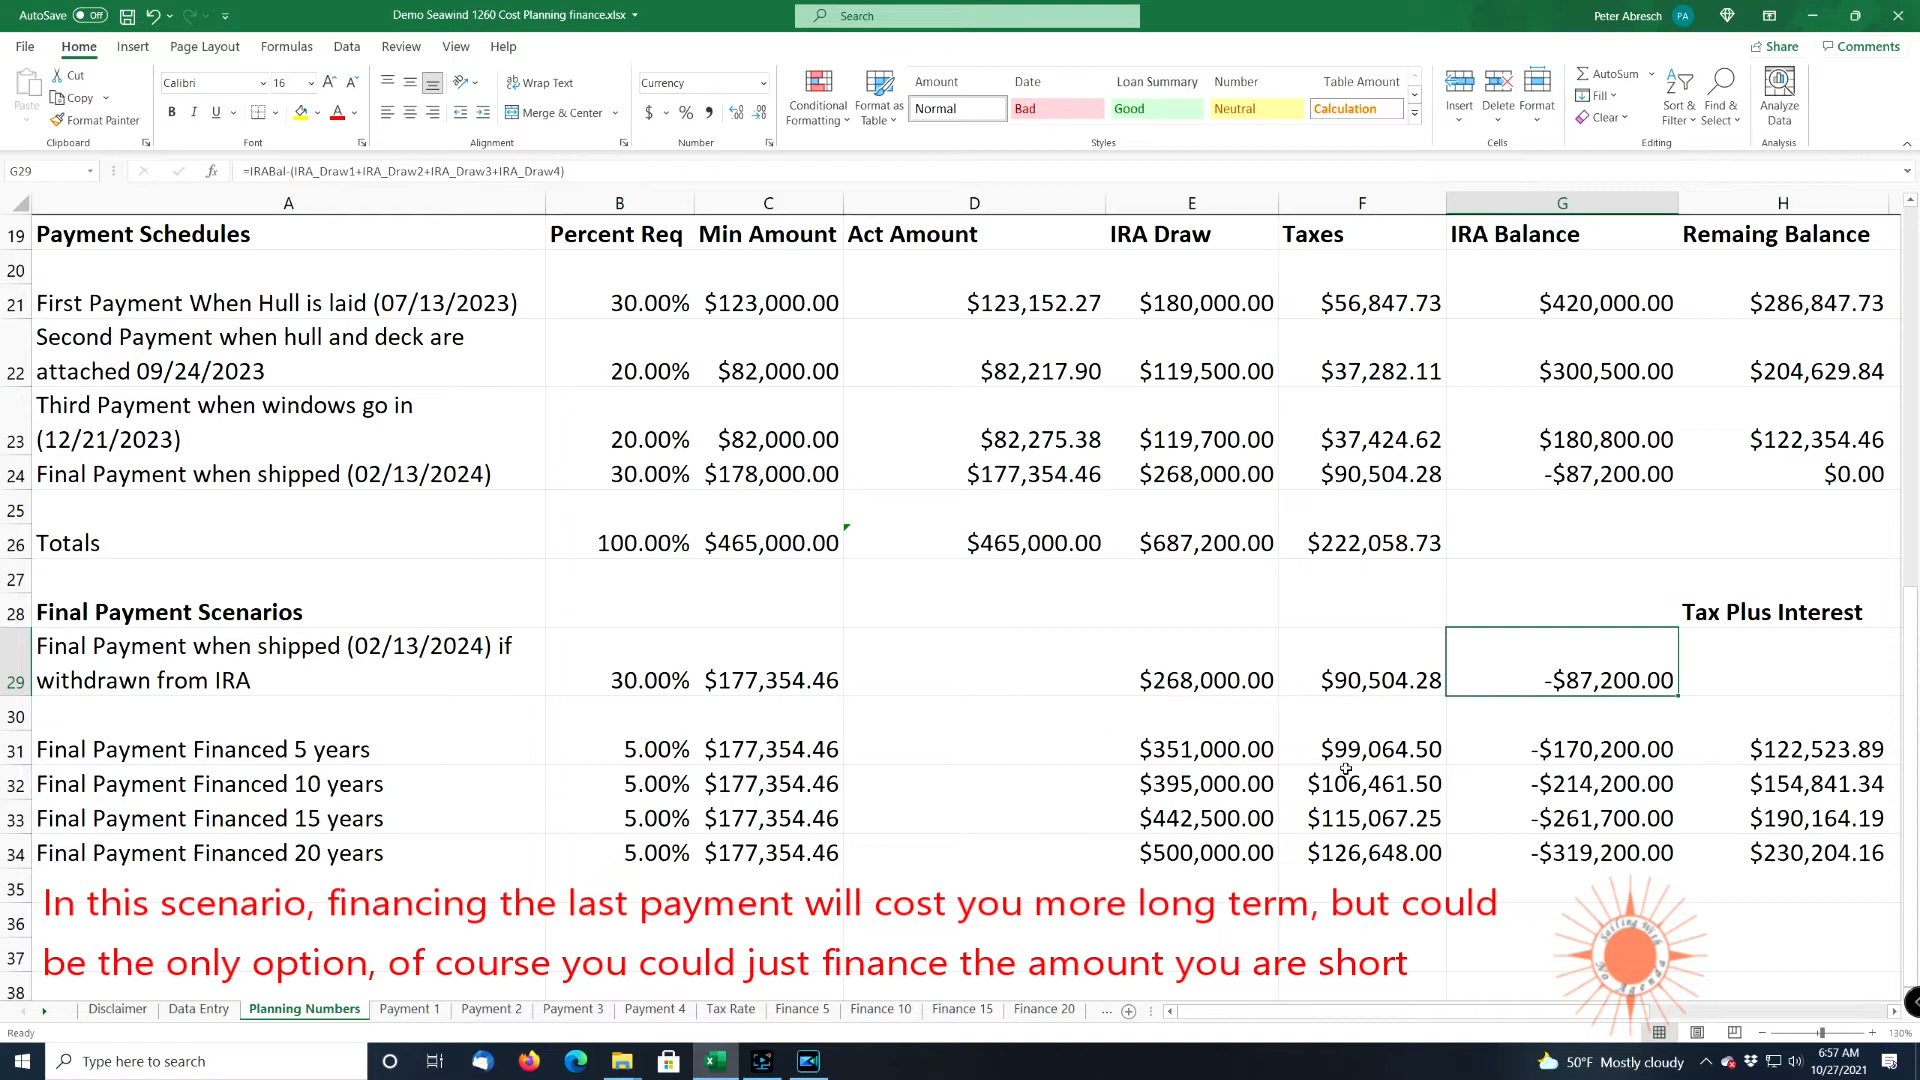 AutoSave Off Demo Seawind 1260 Cost Planning finance.xlsx Search Peter Abresch PA
File Home Insert Page Layout Formulas Data Review View Help Share Comments
Paste Cut Copy Format Painter Clipboard
Calibri 16 B I U Font
Wrap Text Merge & Center Alignment
Currency $ % Number
Conditional Formatting Format as Table
Amount Date Loan Summary Number Table Amount
Normal Bad Good Neutral Calculation
Styles
Insert Delete Format Cells
AutoSum Fill Clear Sort & Filter Find & Select Editing
Analyze Data Analysis
G29 fx =IRABal-(IRA_Draw1+IRA_Draw2+IRA_Draw3+IRA_Draw4)
A B C D E F G H
19 Payment Schedules Percent Req Min Amount Act Amount IRA Draw Taxes IRA Balance Remaing Balance
20
21 First Payment When Hull is laid (07/13/2023) 30.00% $123,000.00 $123,152.27 $180,000.00 $56,847.73 $420,000.00 $286,847.73
Second Payment when hull and deck are
22 attached 09/24/2023 20.00% $82,000.00 $82,217.90 $119,500.00 $37,282.11 $300,500.00 $204,629.84
Third Payment when windows go in
23 (12/21/2023) 20.00% $82,000.00 $82,275.38 $119,700.00 $37,424.62 $180,800.00 $122,354.46
24 Final Payment when shipped (02/13/2024) 30.00% $178,000.00 $177,354.46 $268,000.00 $90,504.28 -$87,200.00 $0.00
25
26 Totals 100.00% $465,000.00 $465,000.00 $687,200.00 $222,058.73
27
28 Final Payment Scenarios Tax Plus Interest
Final Payment when shipped (02/13/2024) if
29 withdrawn from IRA 30.00% $177,354.46 $268,000.00 $90,504.28 -$87,200.00
30
31 Final Payment Financed 5 years 5.00% $177,354.46 $351,000.00 $99,064.50 -$170,200.00 $122,523.89
32 Final Payment Financed 10 years 5.00% $177,354.46 $395,000.00 $106,461.50 -$214,200.00 $154,841.34
33 Final Payment Financed 15 years 5.00% $177,354.46 $442,500.00 $115,067.25 -$261,700.00 $190,164.19
34 Final Payment Financed 20 years 5.00% $177,354.46 $500,000.00 $126,648.00 -$319,200.00 $230,204.16
35
In this scenario, financing the last payment will cost you more long term, but could
36
be the only option, of course you could just finance the amount you are short
37
38
Sailing With
No Agenda
Disclaimer Data Entry Planning Numbers Payment 1 Payment 2 Payment 3 Payment 4 Tax Rate Finance 5 Finance 10 Finance 15 Finance 20 ...
Ready 130%
Type here to search 50°F Mostly cloudy 6:57 AM
10/27/2021